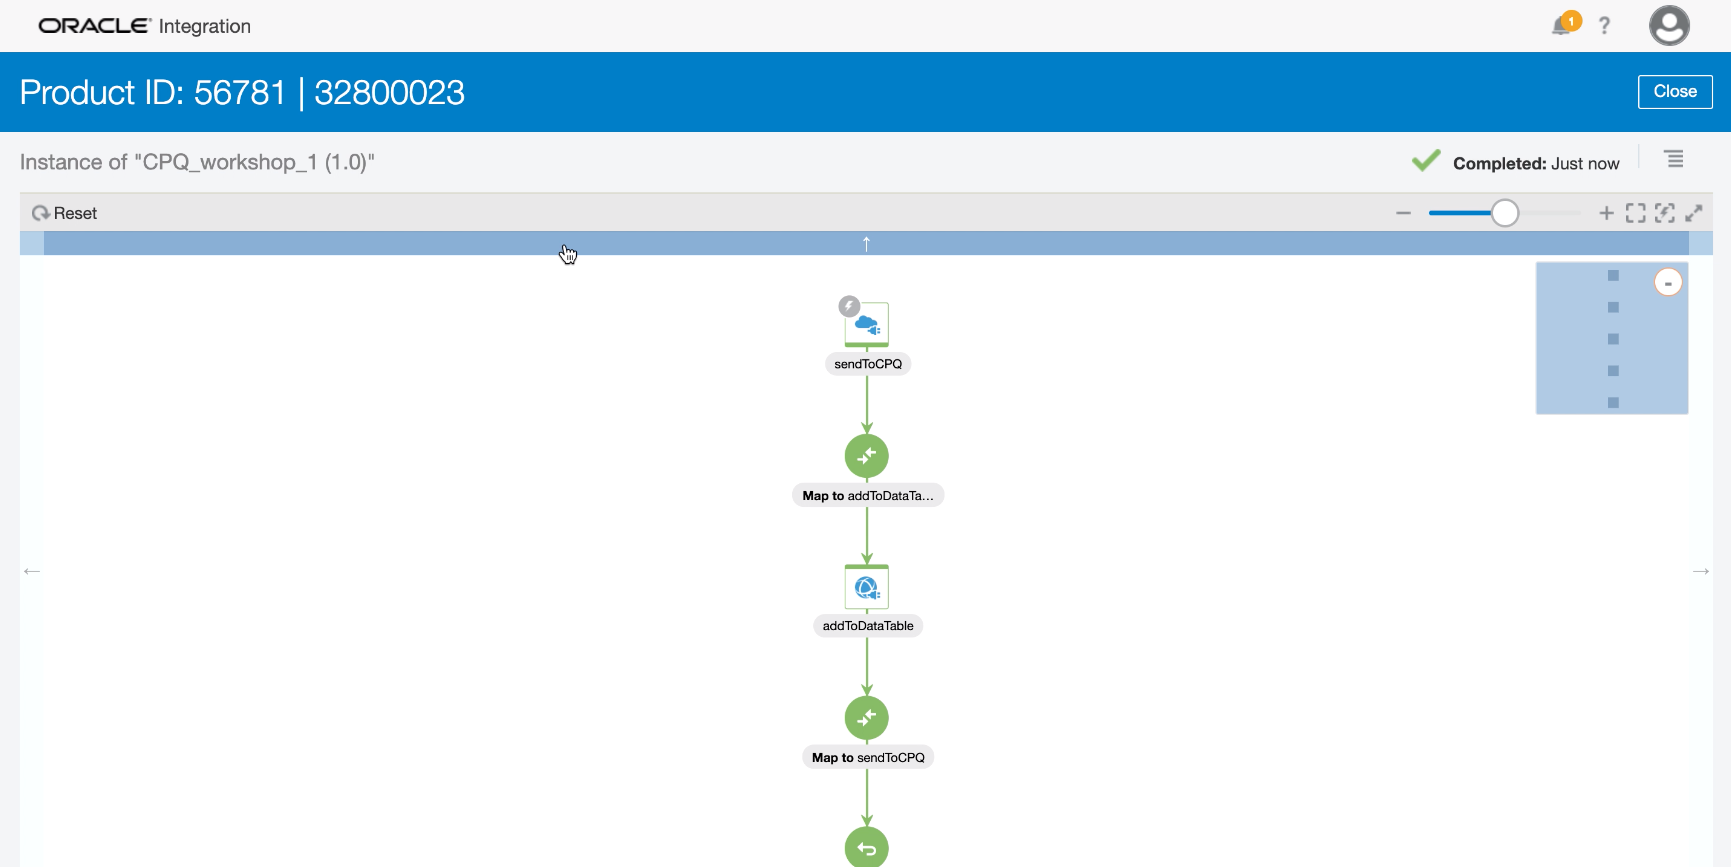 ORACLE Integration
1
?
Product ID: 56781 | 32800023
Close
Instance of "CPQ_workshop_1 (1.0)"
Completed: Just now
Reset
sendToCPQ
Map to addToDataTa...
addToDataTable
Map to sendToCPQ